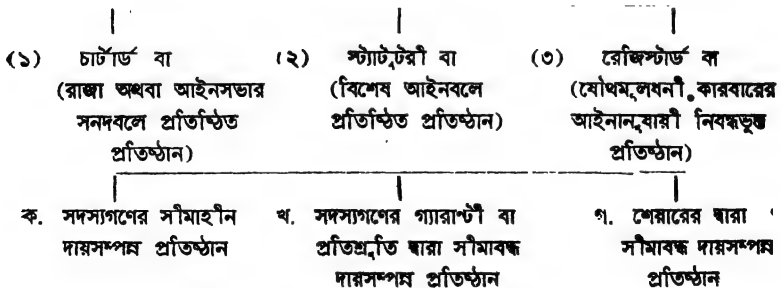 (১) চার্টার্ড বা (২) স্ট্যাটুটরী বা (৩) রেজিস্টার্ড বা
(রাজা অথবা আইনসভার (বিশেষ আইনবলে (যৌথমূলধনী কারবারের
সনদবলে প্রতিষ্ঠিত প্রতিষ্ঠিত প্রতিষ্ঠান) আইনানুযায়ী নিবন্ধভুক্ত
প্রতিষ্ঠান) প্রতিষ্ঠান)
ক. সদস্যগণের সীমাহীন খ. সদস্যগণের গ্যারান্টী বা গ. শেয়ারের দ্বারা
দায়সম্পন্ন প্রতিষ্ঠান প্রতিশ্রুতি দ্বারা সীমাবদ্ধ সীমাবদ্ধ দায়সম্পন্ন
দায়সম্পন্ন প্রতিষ্ঠান প্রতিষ্ঠান